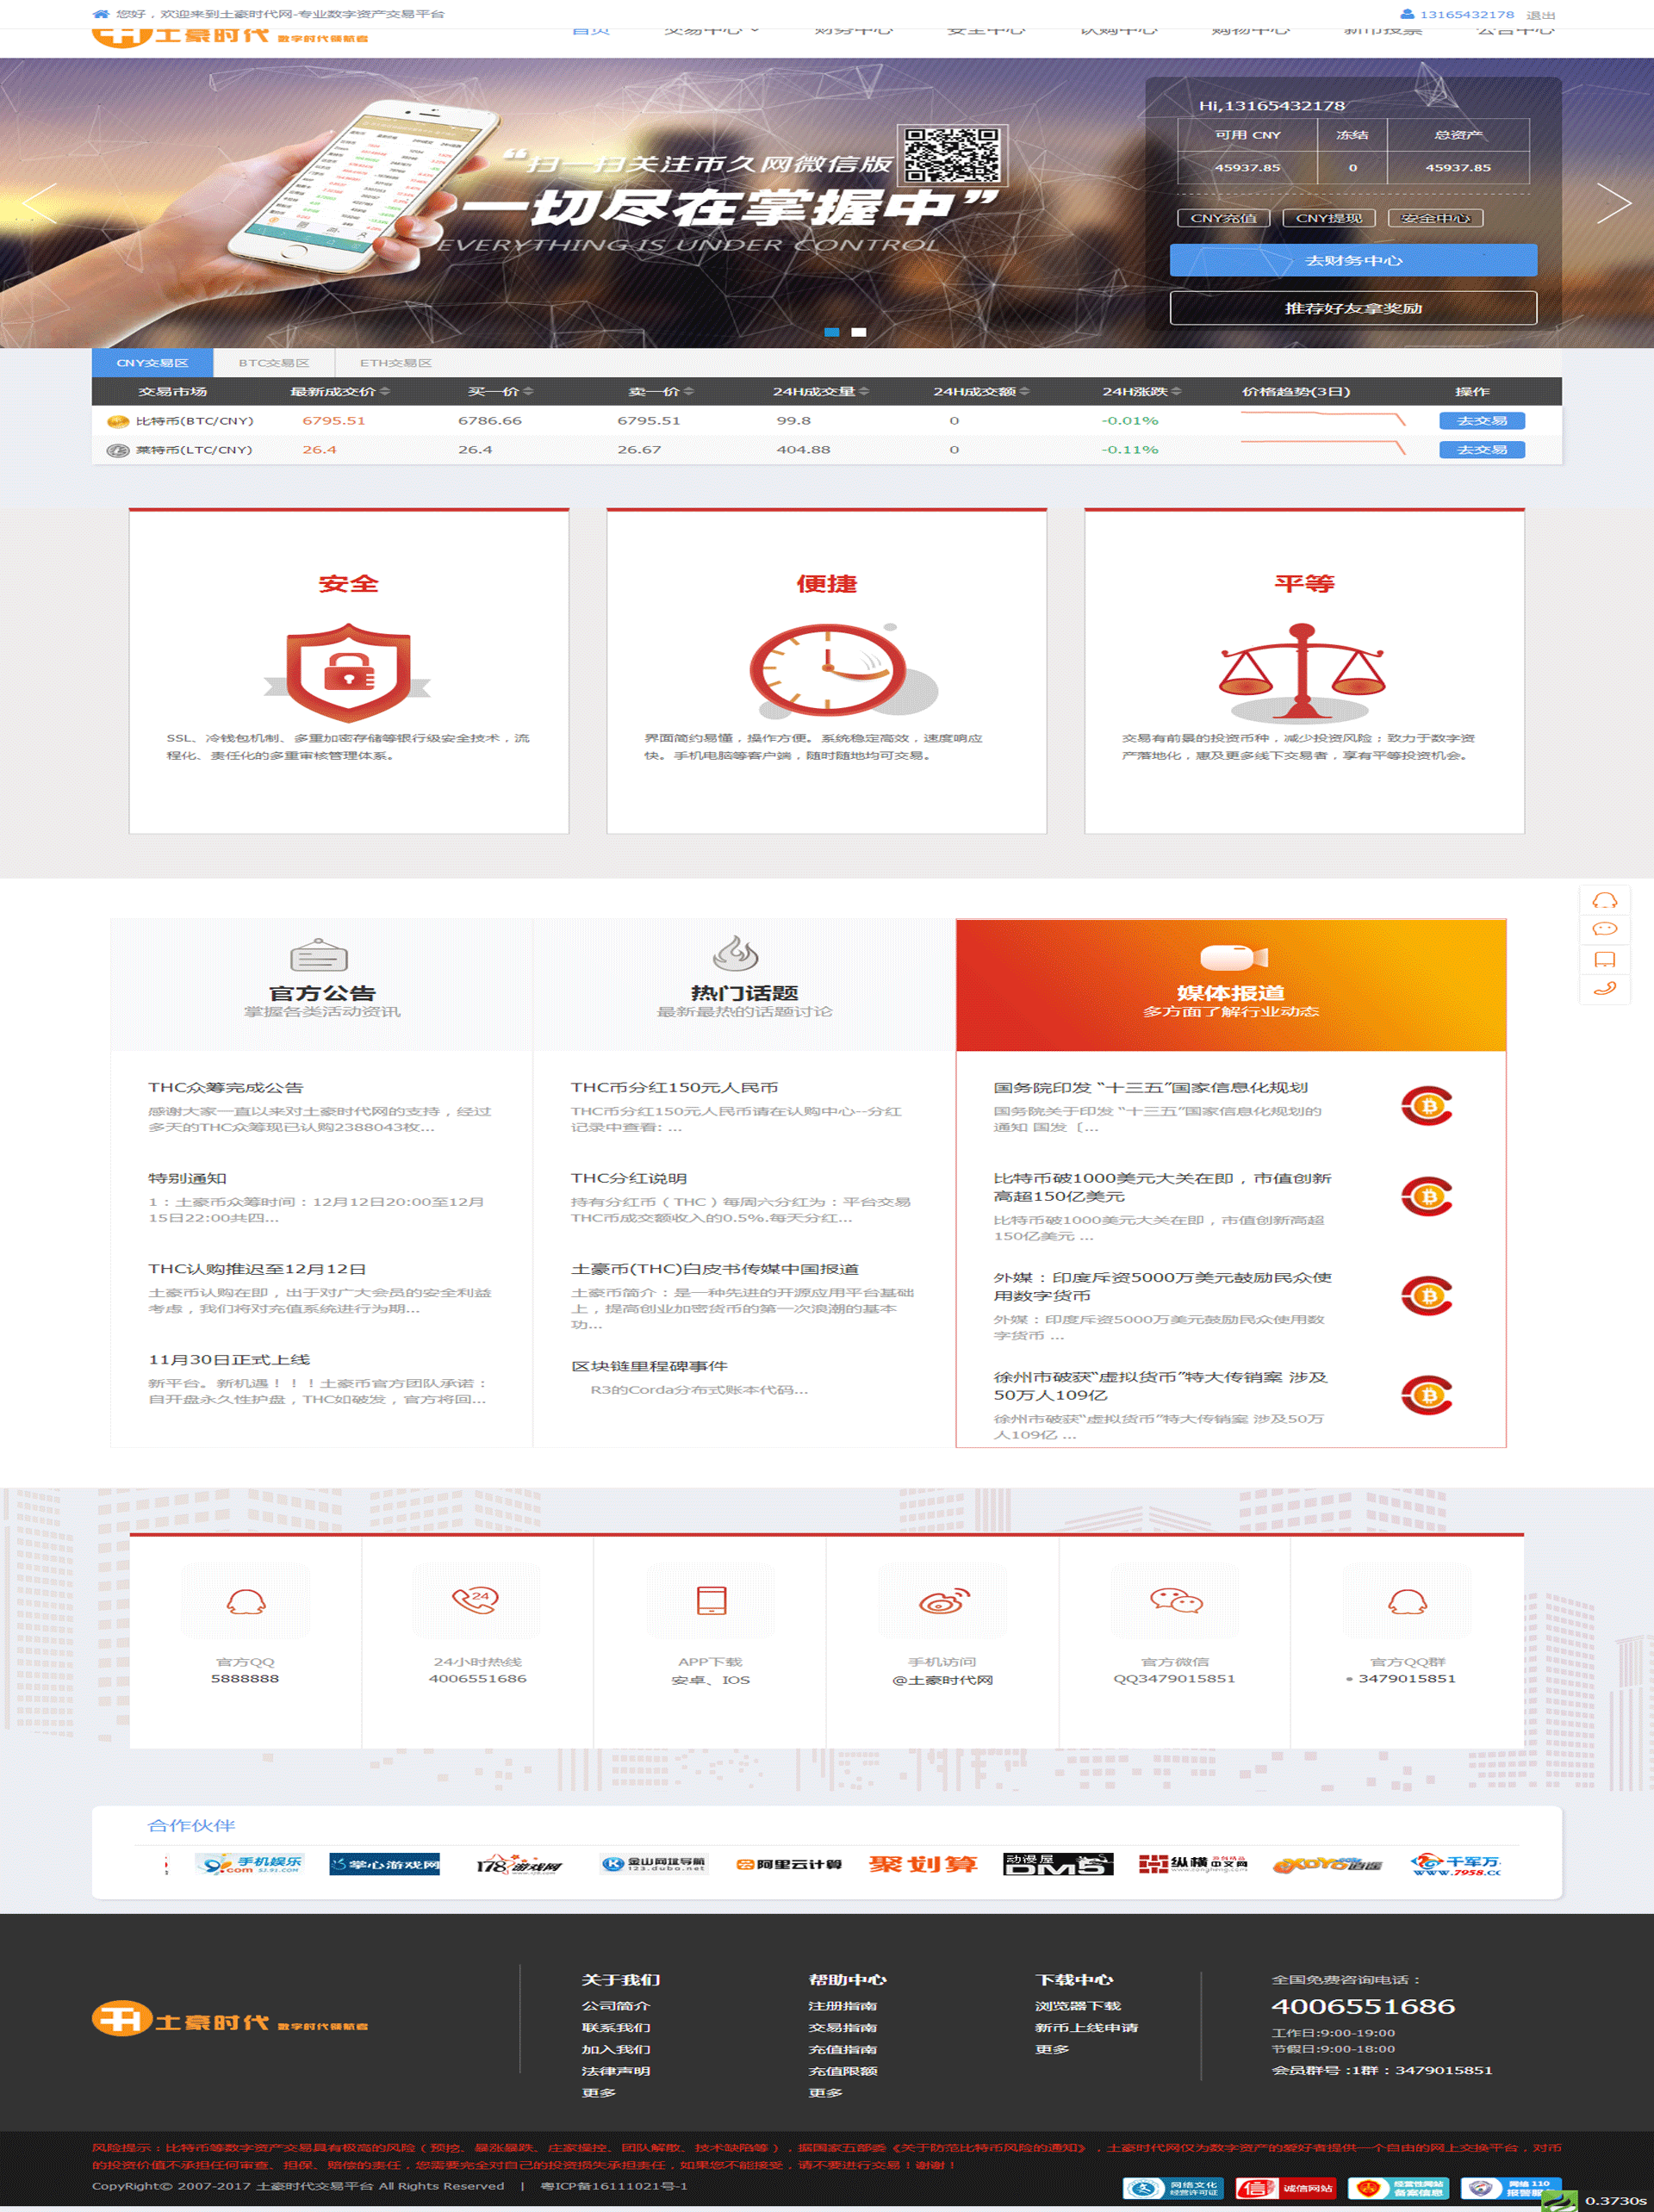 您好，欢迎来到土豪时代网-专业数字资产交易平台
13165432178 退出
土豪时代 数字时代领航者
首页 交易中心 财务中心 安全中心 认购中心 购物中心 新币投票 公告中心
Hi,13165432178
可用 CNY 冻结 总资产
45937.85 0 45937.85
CNY充值 CNY提现 安全中心
去财务中心
推荐好友拿奖励
“扫一扫关注币久网微信版
一切尽在掌握中”
EVERYTHING IS UNDER CONTROL
CNY交易区 BTC交易区 ETH交易区
交易市场 最新成交价 买一价 卖一价 24H成交量 24H成交额 24H涨跌 价格趋势(3日) 操作
比特币(BTC/CNY) 6795.51 6786.66 6795.51 99.8 0 -0.01% 去交易
莱特币(LTC/CNY) 26.4 26.4 26.67 404.88 0 -0.11% 去交易
安全
SSL、冷钱包机制、多重加密存储等银行级安全技术，流
程化、责任化的多重审核管理体系。
便捷
界面简约易懂，操作方便。系统稳定高效，速度响应
快。手机电脑等客户端，随时随地均可交易。
平等
交易有前景的投资币种，减少投资风险；致力于数字资
产落地化，惠及更多线下交易者，享有平等投资机会。
官方公告
掌握各类活动资讯
THC众筹完成公告
感谢大家一直以来对土豪时代网的支持，经过
多天的THC众筹现已认购2388043枚...
特别通知
1：土豪币众筹时间：12月12日20:00至12月
15日22:00共四...
THC认购推迟至12月12日
土豪币认购在即，出于对广大会员的安全利益
考虑，我们将对充值系统进行为期...
11月30日正式上线
新平台。新机遇！！！土豪币官方团队承诺：
自开盘永久性护盘，THC如破发，官方将回...
热门话题
最新最热的话题讨论
THC币分红150元人民币
THC币分红150元人民币请在认购中心--分红
记录中查看: ...
THC分红说明
持有分红币（THC）每周六分红为：平台交易
THC币成交额收入的0.5%.每天分红...
土豪币(THC)白皮书传媒中国报道
土豪币简介：是一种先进的开源应用平台基础
上，提高创业加密货币的第一次浪潮的基本
功...
区块链里程碑事件
R3的Corda分布式账本代码...
媒体报道
多方面了解行业动态
国务院印发 “十三五”国家信息化规划
国务院关于印发 “十三五”国家信息化规划的
通知 国发〔...
比特币破1000美元大关在即，市值创新
高超150亿美元
比特币破1000美元大关在即，市值创新高超
150亿美元 ...
外媒：印度斥资5000万美元鼓励民众使
用数字货币
外媒：印度斥资5000万美元鼓励民众使用数
字货币 ...
徐州市破获“虚拟货币”特大传销案 涉及
50万人109亿
徐州市破获“虚拟货币”特大传销案 涉及50万
人109亿 ...
24
官方QQ 24小时热线 APP下载 手机访问 官方微信 官方QQ群
5888888 4006551686 安卓、IOS @土豪时代网 QQ3479015851 3479015851
合作伙伴
手机娱乐 .com 53.91.COM 掌心游戏网 178游戏网 金山网址导航 123.duba.net 阿里云计算 聚划算 动漫屋 DM5 纵横中文网 千军万 www.7958.cc
土豪时代 数字时代领航者
关于我们
公司简介
联系我们
加入我们
法律声明
更多
帮助中心
注册指南
交易指南
充值指南
充值限额
更多
下载中心
浏览器下载
新币上线申请
更多
全国免费咨询电话：
4006551686
工作日:9:00-19:00
节假日:9:00-18:00
会员群号 :1群：3479015851
风险提示：比特币等数字资产交易具有极高的风险（预挖、暴涨暴跌、庄家操控、团队解散、技术缺陷等），据国家五部委《关于防范比特币风险的通知》，土豪时代网仅为数字资产的爱好者提供一个自由的网上交换平台，对币
的投资价值不承担任何审查、担保、赔偿的责任，您需要完全对自己的投资损失承担责任，如果您不能接受，请不要进行交易！谢谢！
CopyRight© 2007-2017 土豪时代交易平台 All Rights Reserved | 粤ICP备16111021号-1
网络文化 经营许可证 信 诚信网站 经营性网站 备案信息 网络 110 报警服
0.3730s